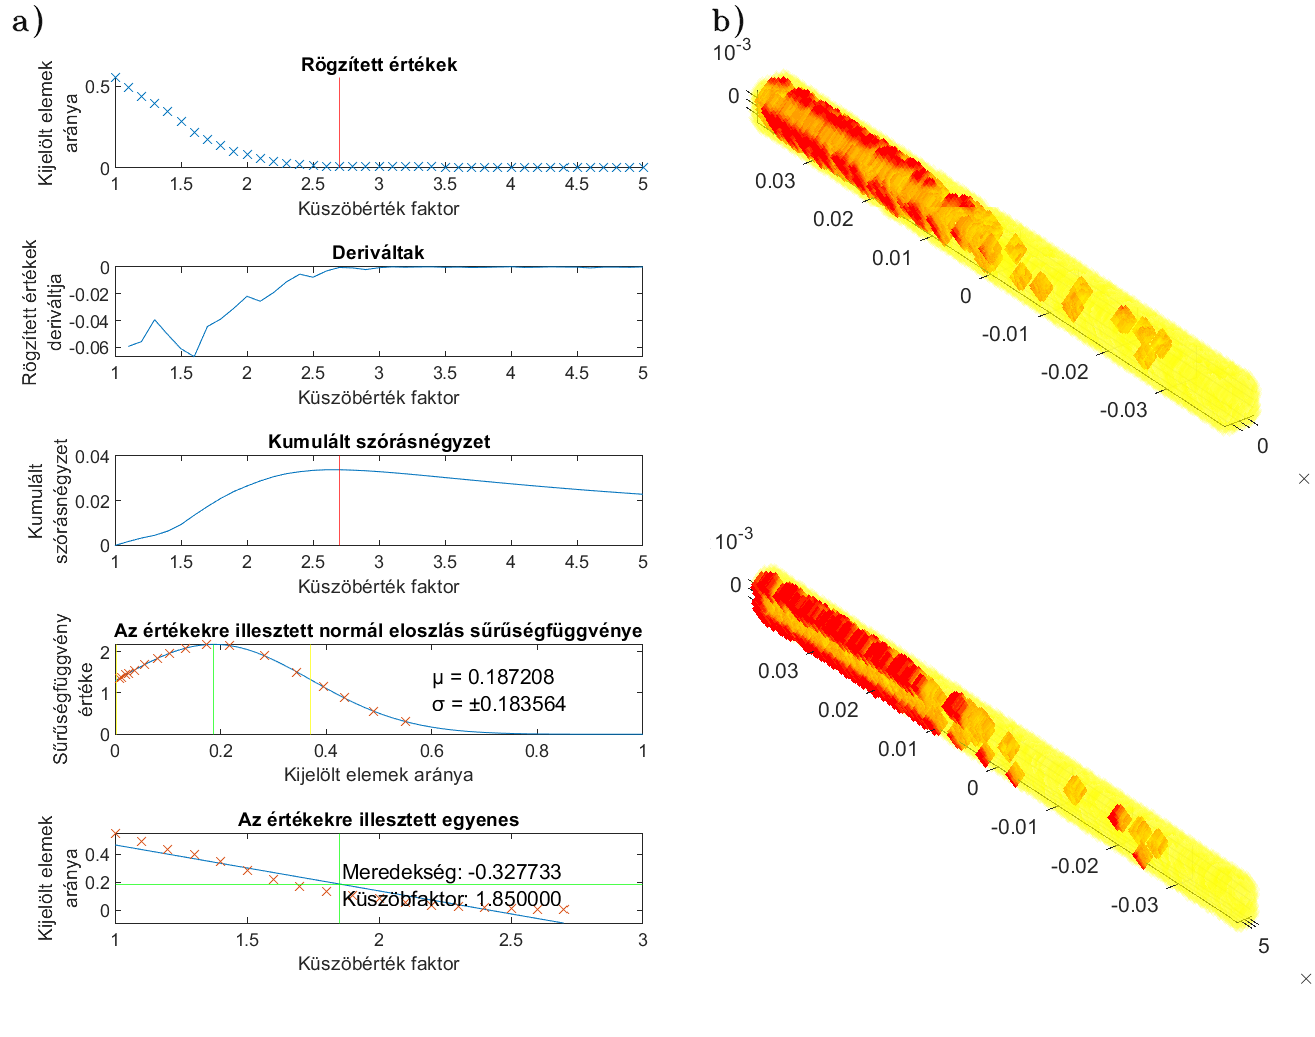 a)
Rögzített értékek
Kijelölt elemek
aránya
0.5
0
1 1.5 2 2.5 3 3.5 4 4.5 5
Küszöbérték faktor
Deriváltak
Rögzített értékek
deriváltja
0
-0.02
-0.04
-0.06
1 1.5 2 2.5 3 3.5 4 4.5 5
Küszöbérték faktor
Kumulált szórásnégyzet
Kumulált
szórásnégyzet
0.04
0.02
0
1 1.5 2 2.5 3 3.5 4 4.5 5
Küszöbérték faktor
Az értékekre illesztett normál eloszlás sűrűségfüggvénye
Sűrűségfüggvény
értéke
2
1
0
μ = 0.187208
σ = ±0.183564
0 0.2 0.4 0.6 0.8 1
Kijelölt elemek aránya
Az értékekre illesztett egyenes
Kijelölt elemek
aránya
0.4
0.2
0
Meredekség: -0.327733
Küszöbfaktor: 1.850000
1 1.5 2 2.5 3
Küszöbérték faktor
b)
10-3
0
0.03
0.02
0.01
0
-0.01
-0.02
-0.03
0
×
10-3
0
0.03
0.02
0.01
0
-0.01
-0.02
-0.03
5
×